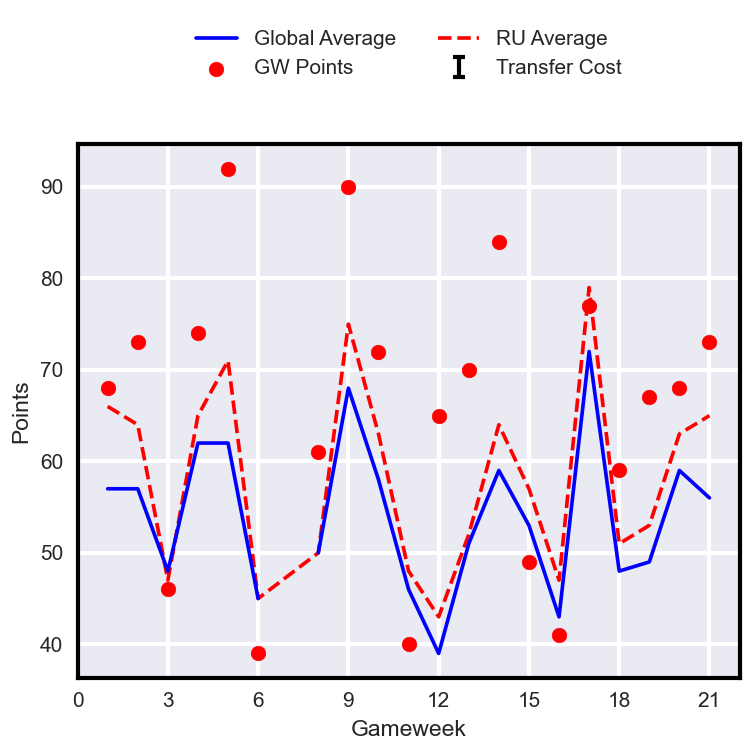 Global Average
RU Average
GW Points
Transfer Cost
90
80
70
60
50
40
Points
0 3 6 9 12 15 18 21
Gameweek